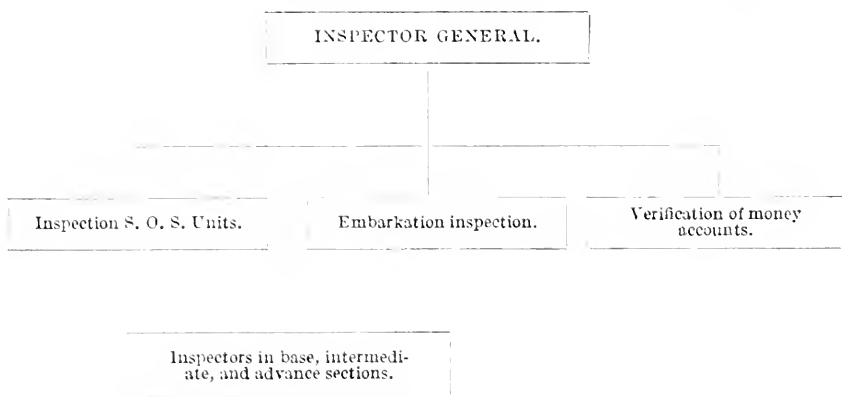 INSPECTOR GENERAL.
Inspection S. O. S. Units.
Embarkation inspection.
Verification of money
accounts.
Inspectors in base, intermedi-
ate, and advance sections.